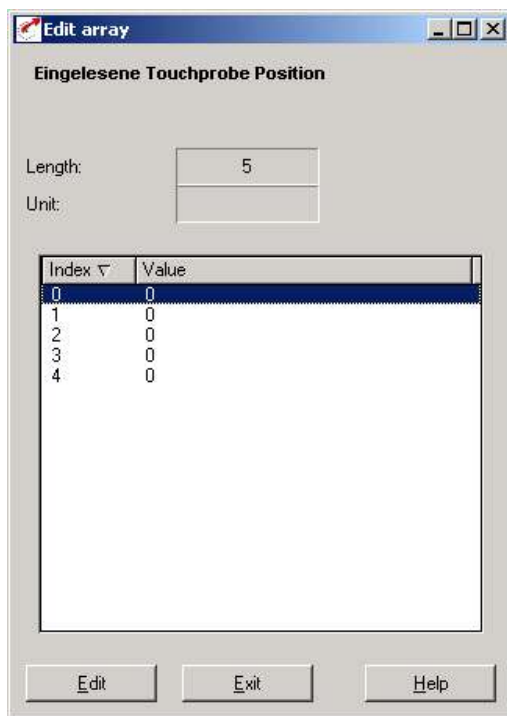 Edit array
Eingelesene Touchprobe Position
Length: 5
Unit:
Index Value
0 0
1 0
2 0
3 0
4 0
Edit Exit Help